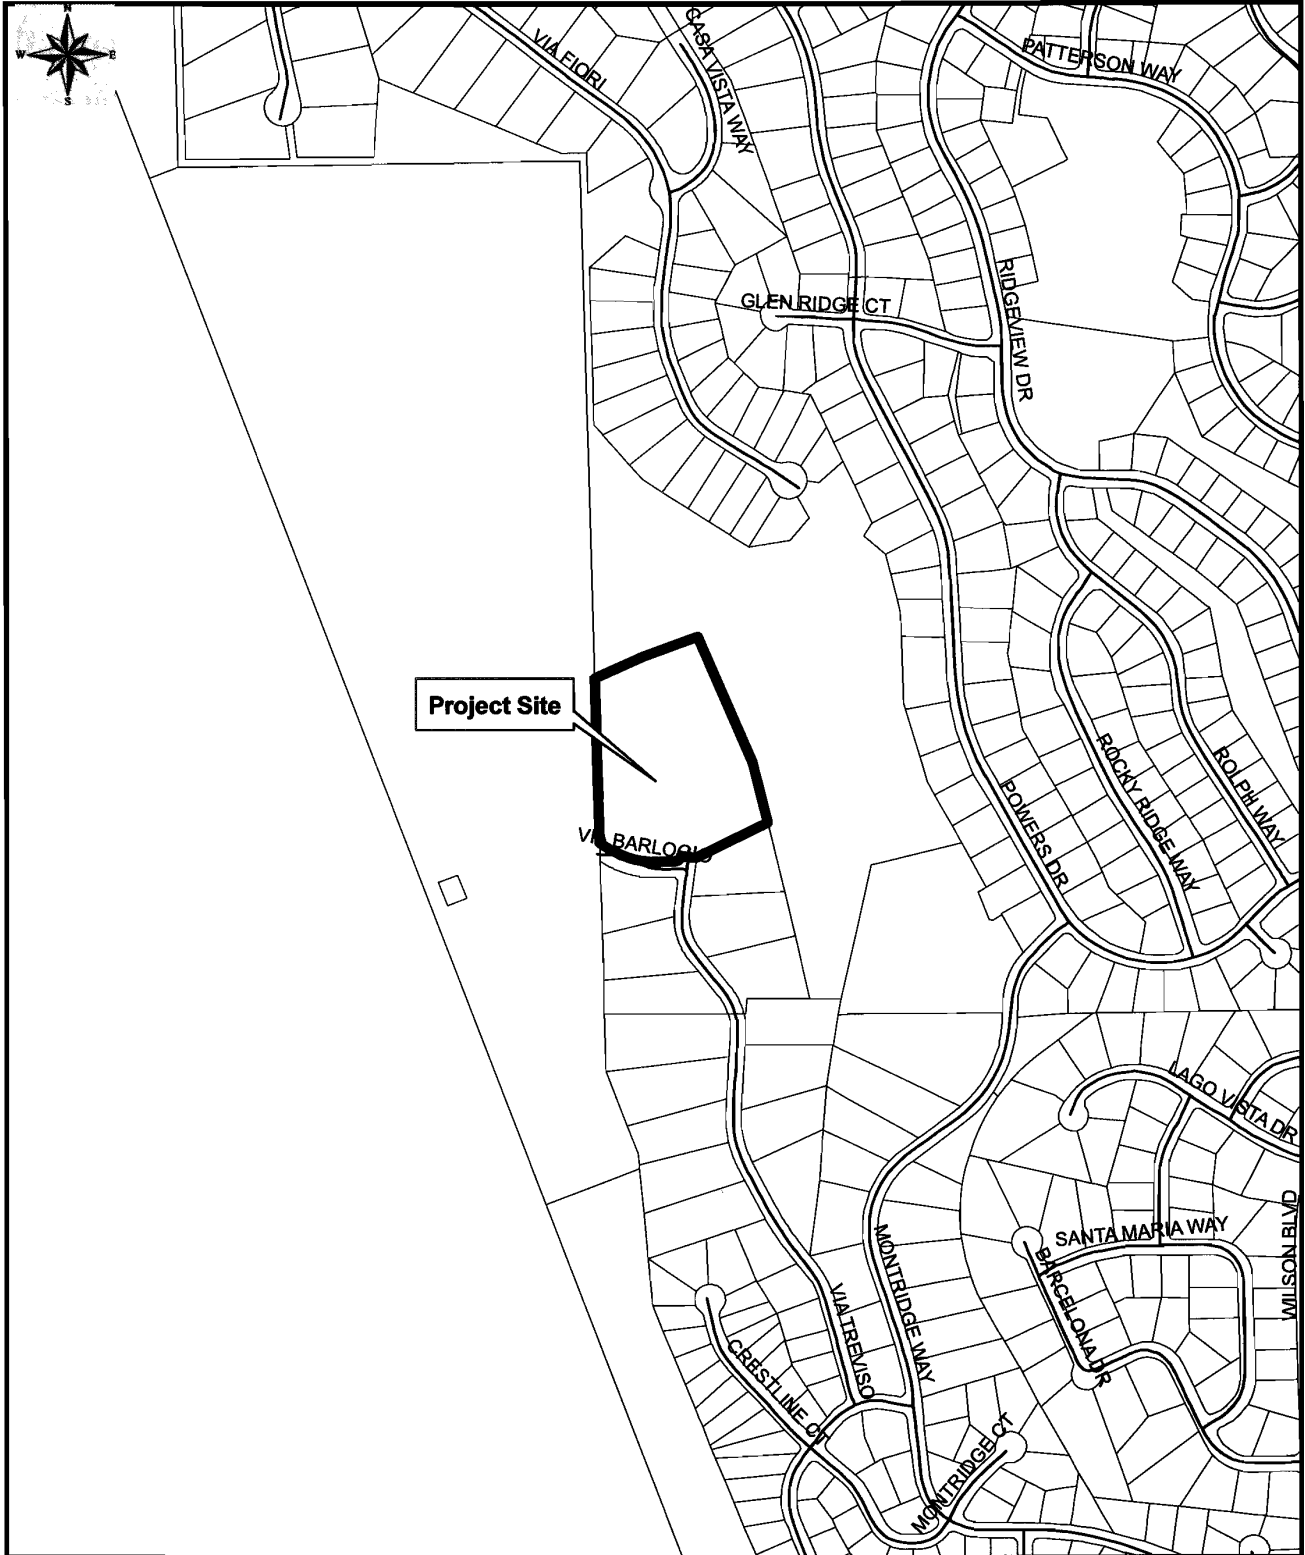 N
W E
S
CASA VISTA WAY
VIA FIORI
PATTERSON WAY
GLEN RIDGE CT
RIDGEVIEW DR
Project Site
VIA BARLOGIO
POWERS DR
ROCKY RIDGE WAY
ROLPH WAY
LAGO VISTA DR
SANTA MARIA WAY
WILSON BLVD
BARCELONA DR
MONTRIDGE WAY
VIA TREVISO
CRESTLINE CT
MONTRIDGE CT